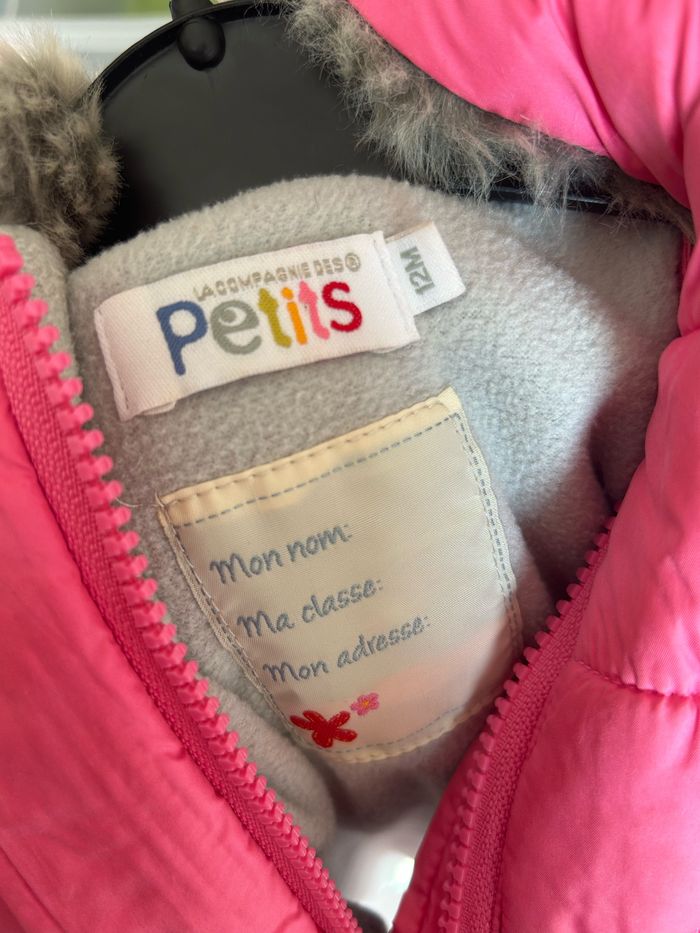 LA COMPAGNIE DES®
Petits
12M
Mon nom:
Ma classe:
Mon adresse: